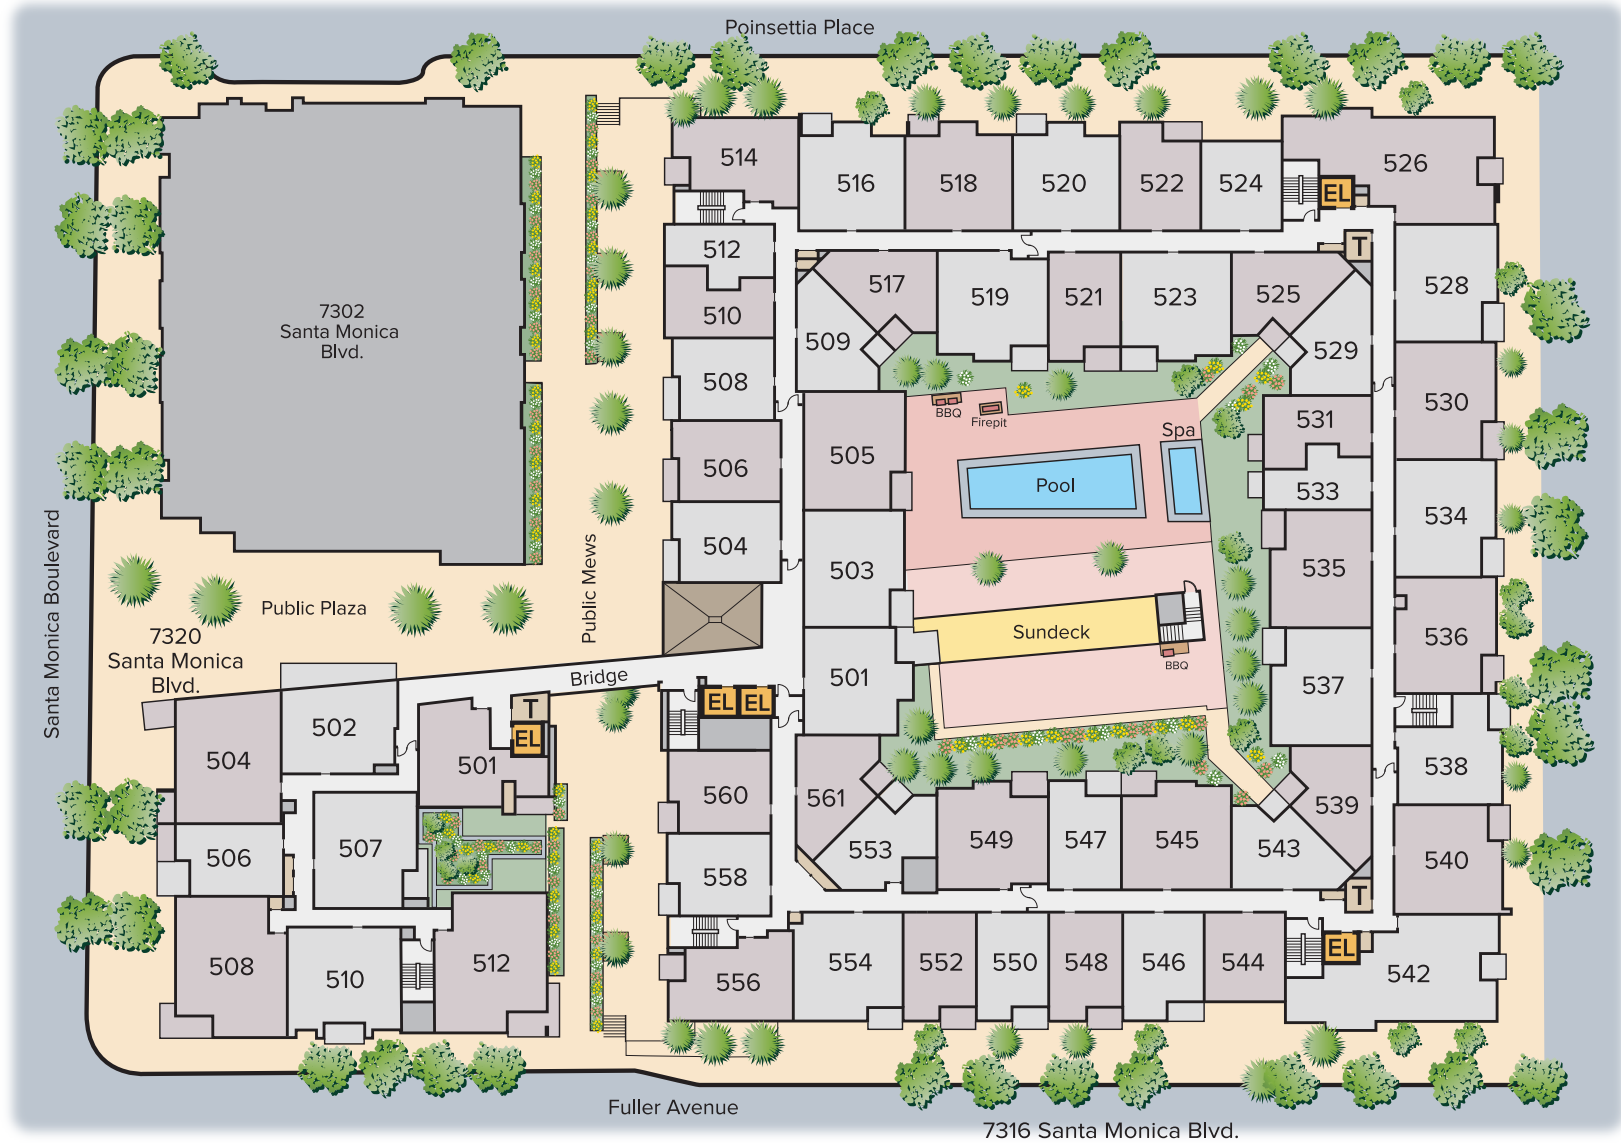 Poinsettia Place
514
516
518
520
522
524
EL
526
512
517
519
521
523
525
T
528
510
7302
Santa Monica
Blvd.
509
529
508
530
BBQ
Firepit
531
Spa
505
506
Pool
533
534
504
503
535
Santa Monica Boulevard
Public Mews
Public Plaza
Sundeck
536
7320
Santa Monica
Blvd.
BBQ
Bridge
501
537
EL
EL
T
502
EL
504
501
538
560
561
539
507
506
549
547
545
543
553
540
558
T
508
510
512
556
554
552
550
548
546
544
EL
542
Fuller Avenue
7316 Santa Monica Blvd.